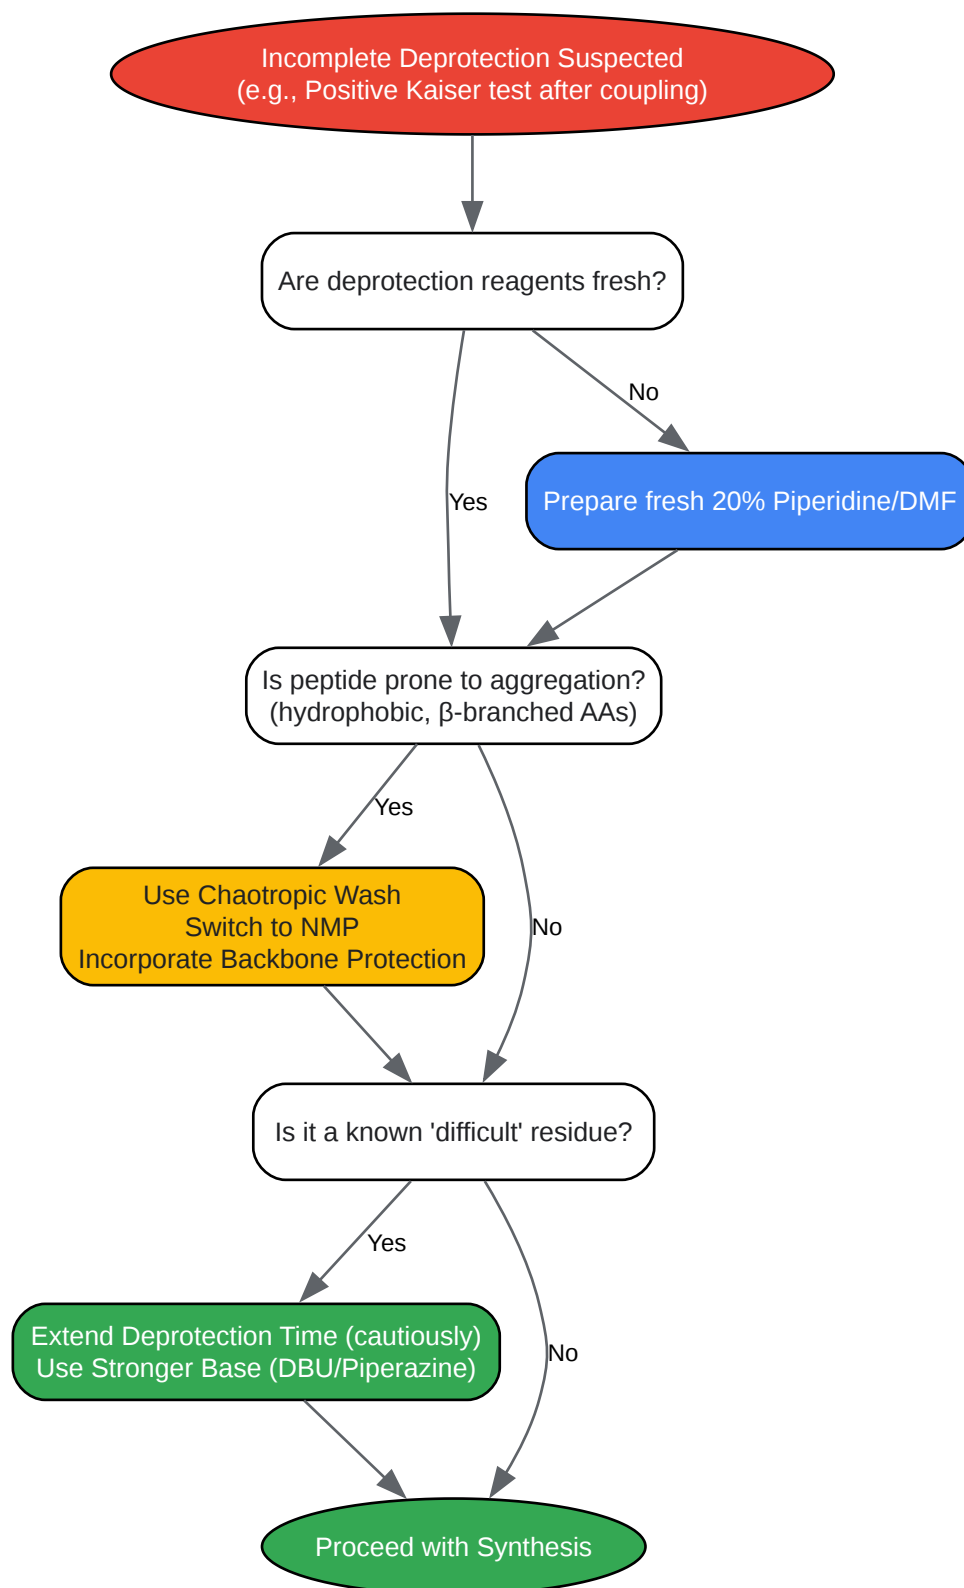 Incomplete Deprotection Suspected
(e.g., Positive Kaiser test after coupling)
Are deprotection reagents fresh?
No
Yes
Prepare fresh 20% Piperidine/DMF
Is peptide prone to aggregation?
(hydrophobic, β-branched AAs)
Yes
Use Chaotropic Wash
Switch to NMP
Incorporate Backbone Protection
No
Is it a known 'difficult' residue?
Yes
Extend Deprotection Time (cautiously)
Use Stronger Base (DBU/Piperazine)
No
Proceed with Synthesis